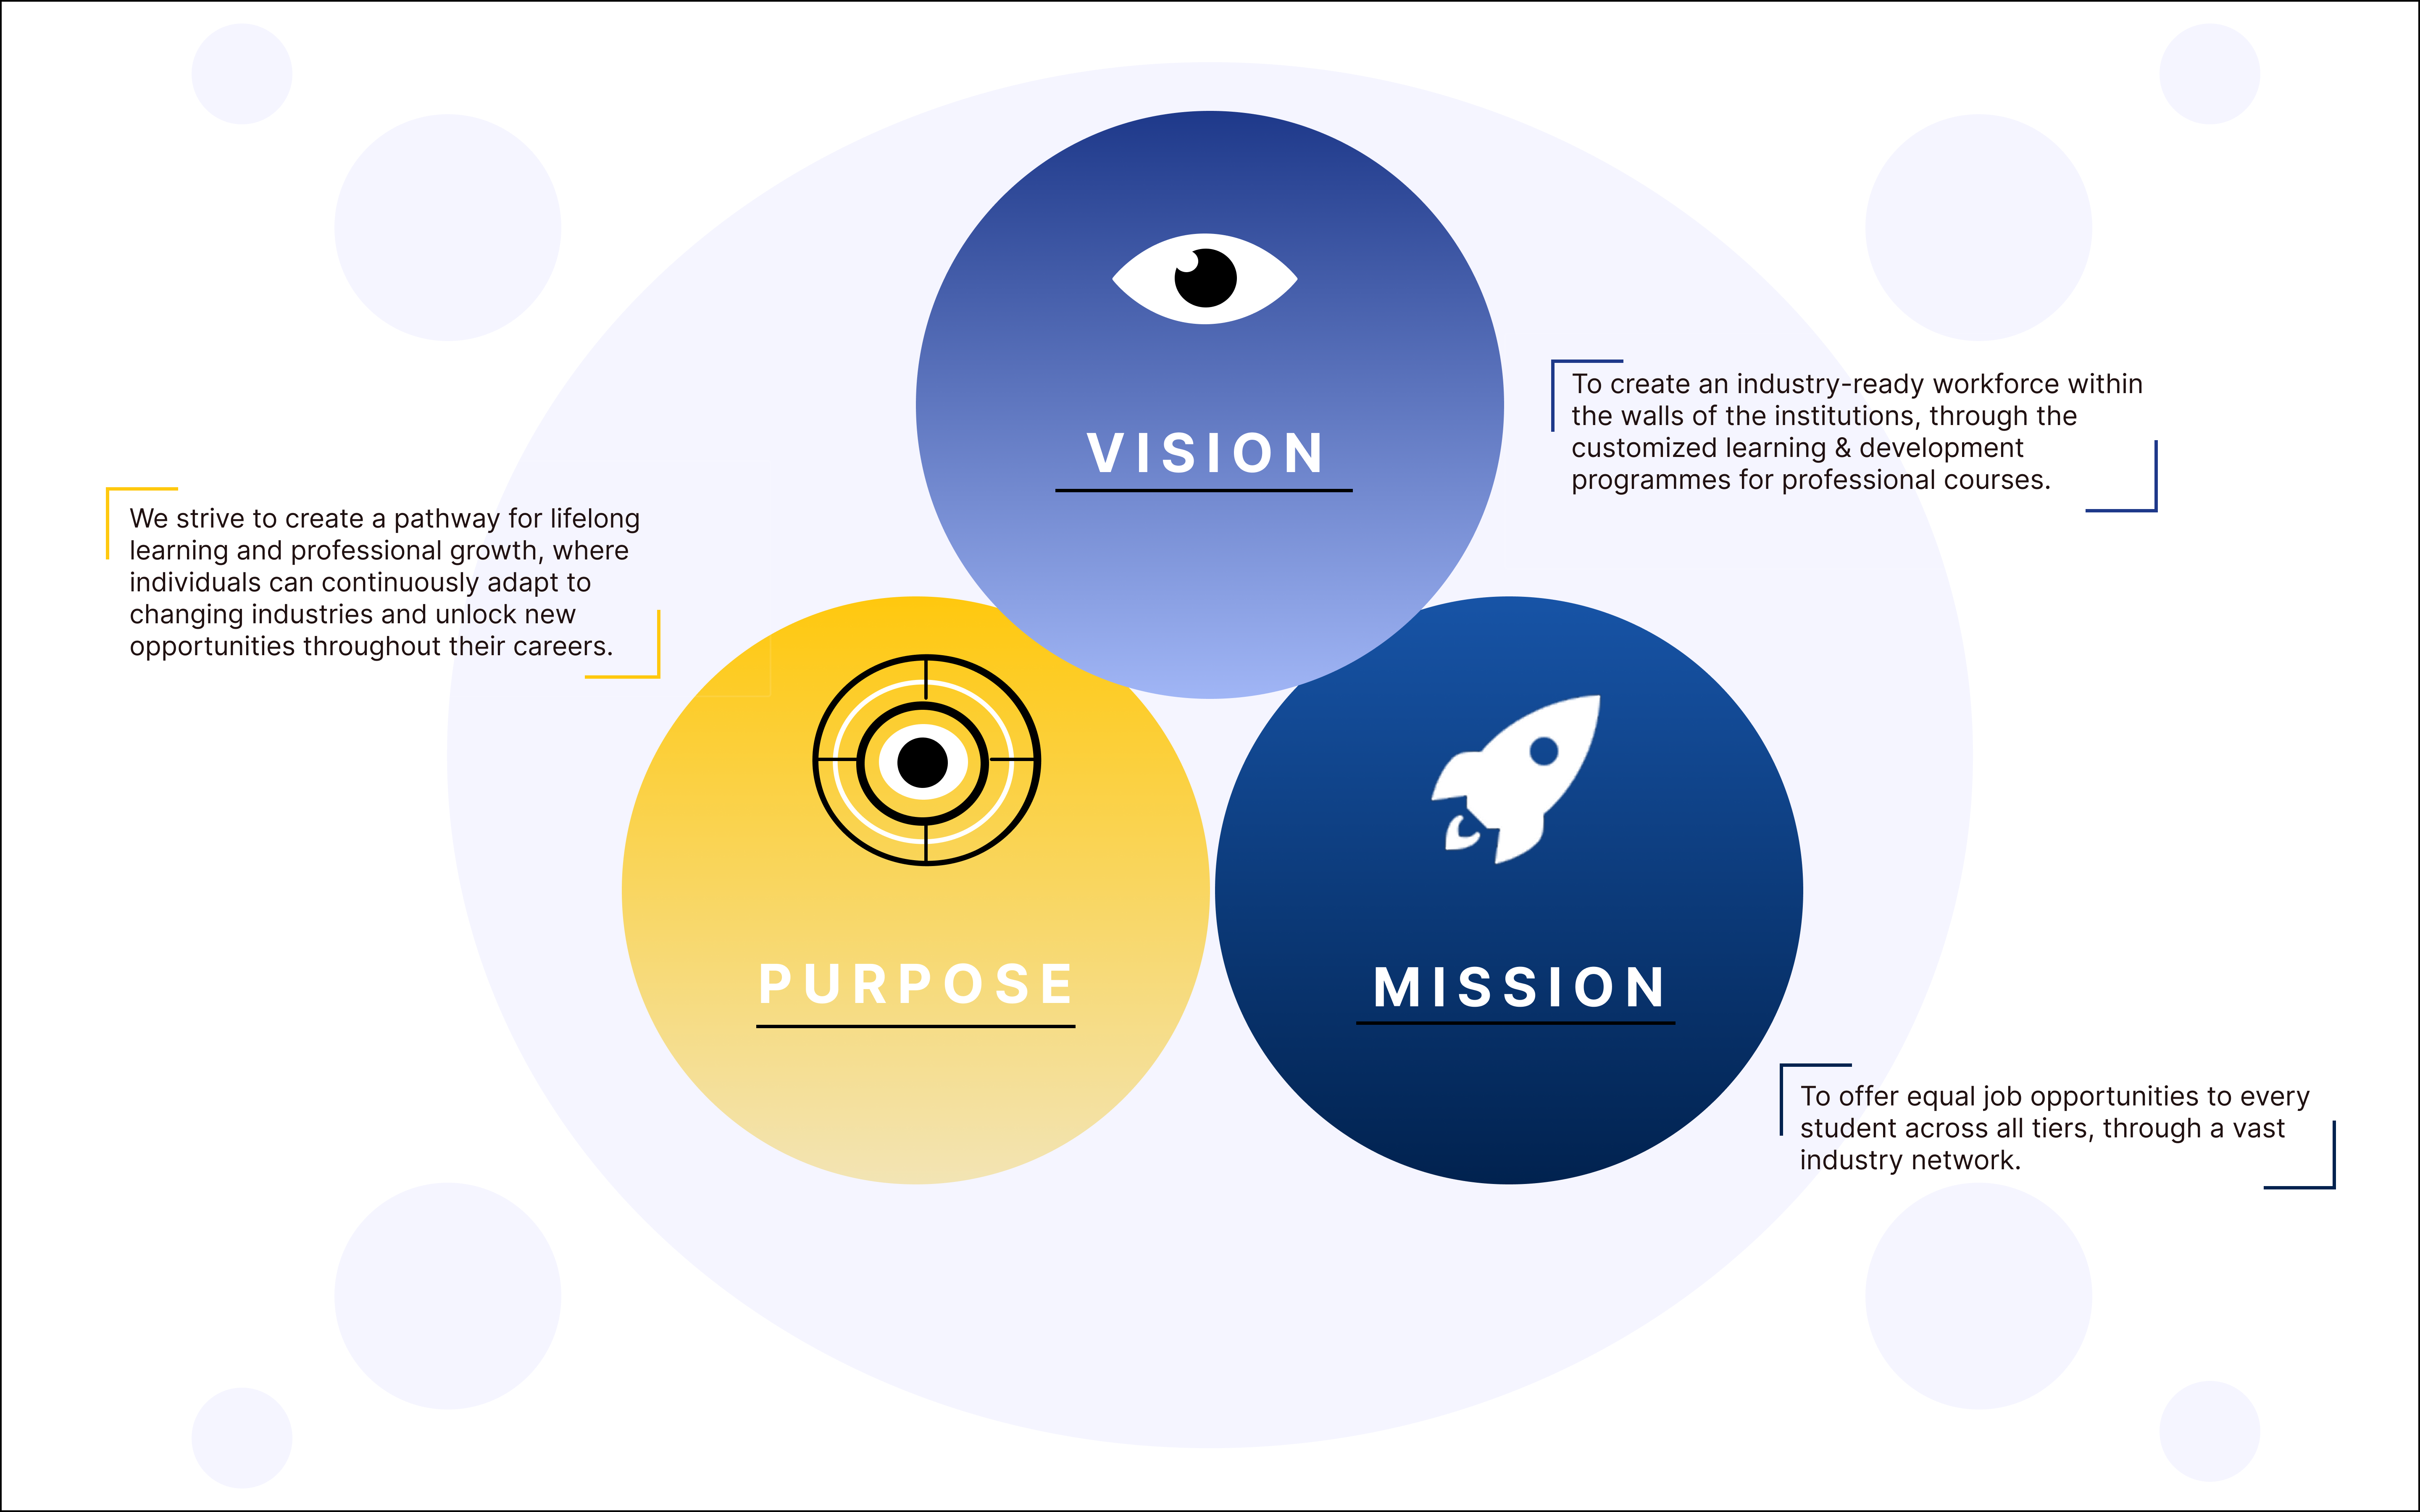 VISION
To create an industry-ready workforce within
the walls of the institutions, through the
customized learning & development
programmes for professional courses.
We strive to create a pathway for lifelong
learning and professional growth, where
individuals can continuously adapt to
changing industries and unlock new
opportunities throughout their careers.
PURPOSE
MISSION
To offer equal job opportunities to every
student across all tiers, through a vast
industry network.